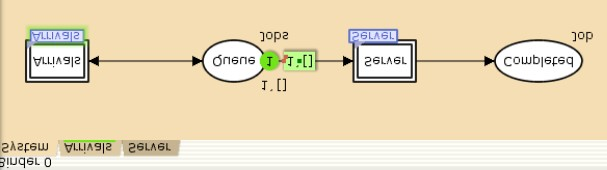 Binder 0
System Arrivals Server
1`[]
Arrivals Queue 1 1`[] Server Completed
Arrivals Jobs Server Job